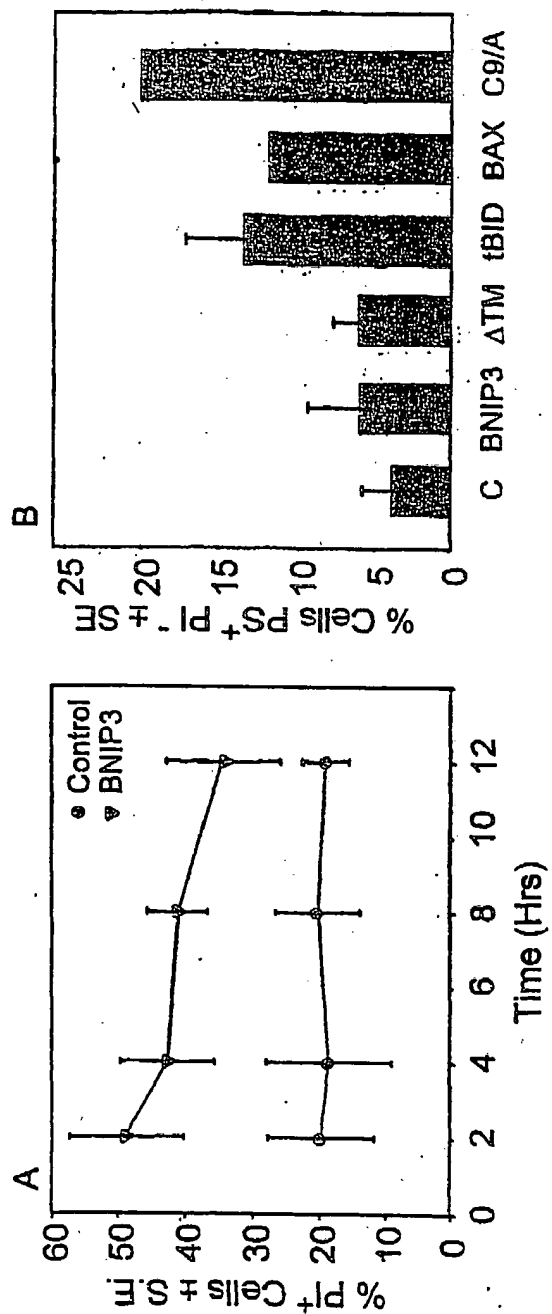 A
% PI+ Cells ± S.E.
60
50
40
30
20
10
0
Control
BNIP3
0 2 4 6 8 10 12
Time (Hrs)
B
% Cells PS+ PI- ± SE
25
20
15
10
5
0
C BNIP3 ΔTM tBID BAX C9/A